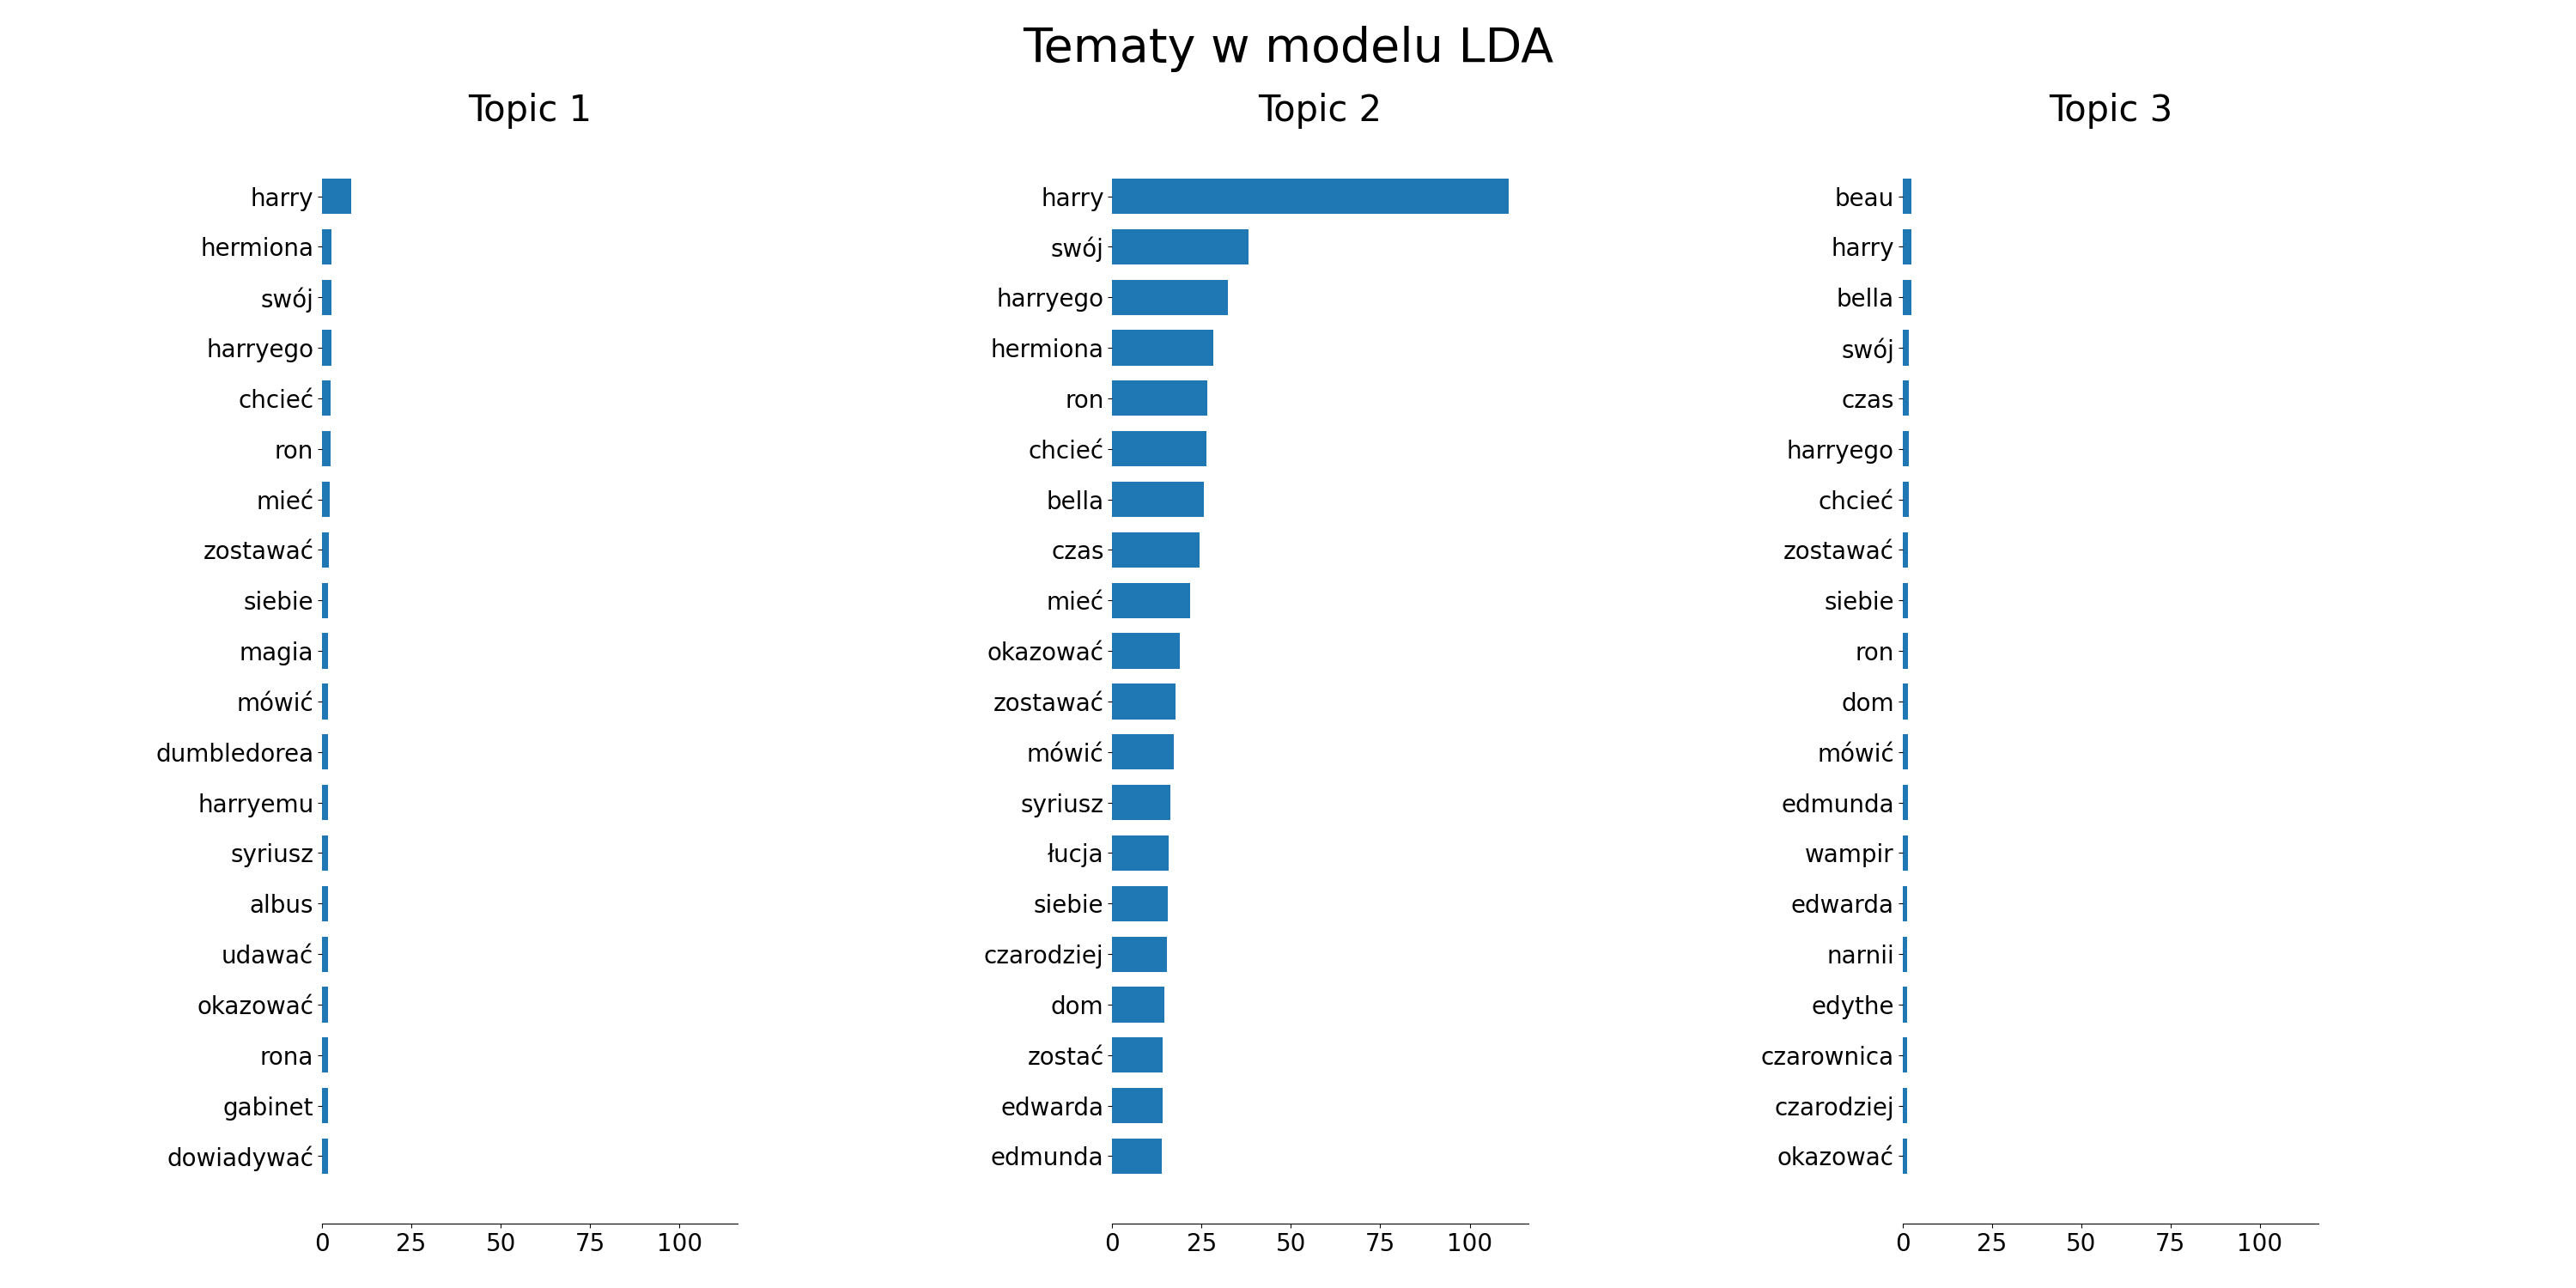 Tematy w modelu LDA
Topic 1
harry
hermiona
swój
harryego
chcieć
ron
mieć
zostawać
siebie
magia
mówić
dumbledorea
harryemu
syriusz
albus
udawać
okazować
rona
gabinet
dowiadywać
0 25 50 75 100
Topic 2
harry
swój
harryego
hermiona
ron
chcieć
bella
czas
mieć
okazować
zostawać
mówić
syriusz
łucja
siebie
czarodziej
dom
zostać
edwarda
edmunda
0 25 50 75 100
Topic 3
beau
harry
bella
swój
czas
harryego
chcieć
zostawać
siebie
ron
dom
mówić
edmunda
wampir
edwarda
narnii
edythe
czarownica
czarodziej
okazować
0 25 50 75 100